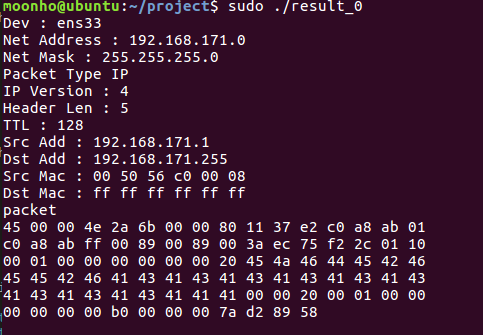 moonho@ubuntu:~/project$ sudo ./result_0
Dev : ens33
Net Address : 192.168.171.0
Net Mask : 255.255.255.0
Packet Type IP
IP Version : 4
Header Len : 5
TTL : 128
Src Add : 192.168.171.1
Dst Add : 192.168.171.255
Src Mac : 00 50 56 c0 00 08
Dst Mac : ff ff ff ff ff ff
packet
45 00 00 4e 2a 6b 00 00 80 11 37 e2 c0 a8 ab 01
c0 a8 ab ff 00 89 00 89 00 3a ec 75 f2 2c 01 10
00 01 00 00 00 00 00 00 20 45 4a 46 44 45 42 46
45 45 42 46 41 43 41 43 41 43 41 43 41 43 41 43
41 43 41 43 41 43 41 41 41 00 00 20 00 01 00 00
00 00 00 00 b0 00 00 00 7a d2 89 58